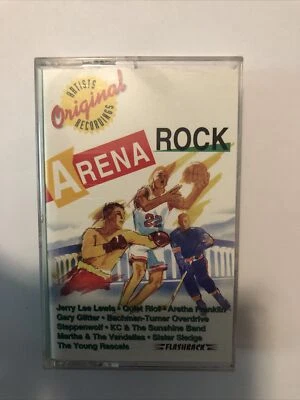 ARTISTS
Original
RECORDINGS
ARENA ROCK
22
Jerry Lee Lewis • Quiet Riot • Aretha Franklin
Gary Glitter • Bachman-Turner Overdrive
Steppenwolf • KC & The Sunshine Band
Martha & The Vandellas • Sister Sledge
The Young Rascals
FLASHBACK